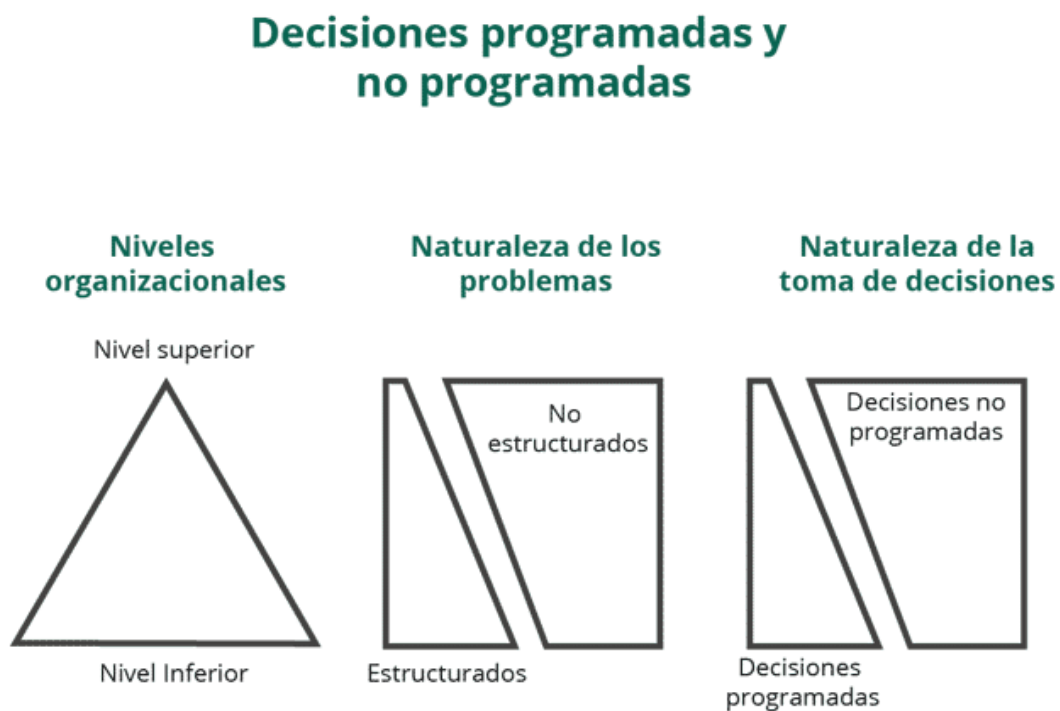 Decisiones programadas y
no programadas
Niveles
organizacionales
Nivel superior
Nivel Inferior
Naturaleza de los
problemas
No
estructurados
Estructurados
Naturaleza de la
toma de decisiones
Decisiones no
programadas
Decisiones
programadas